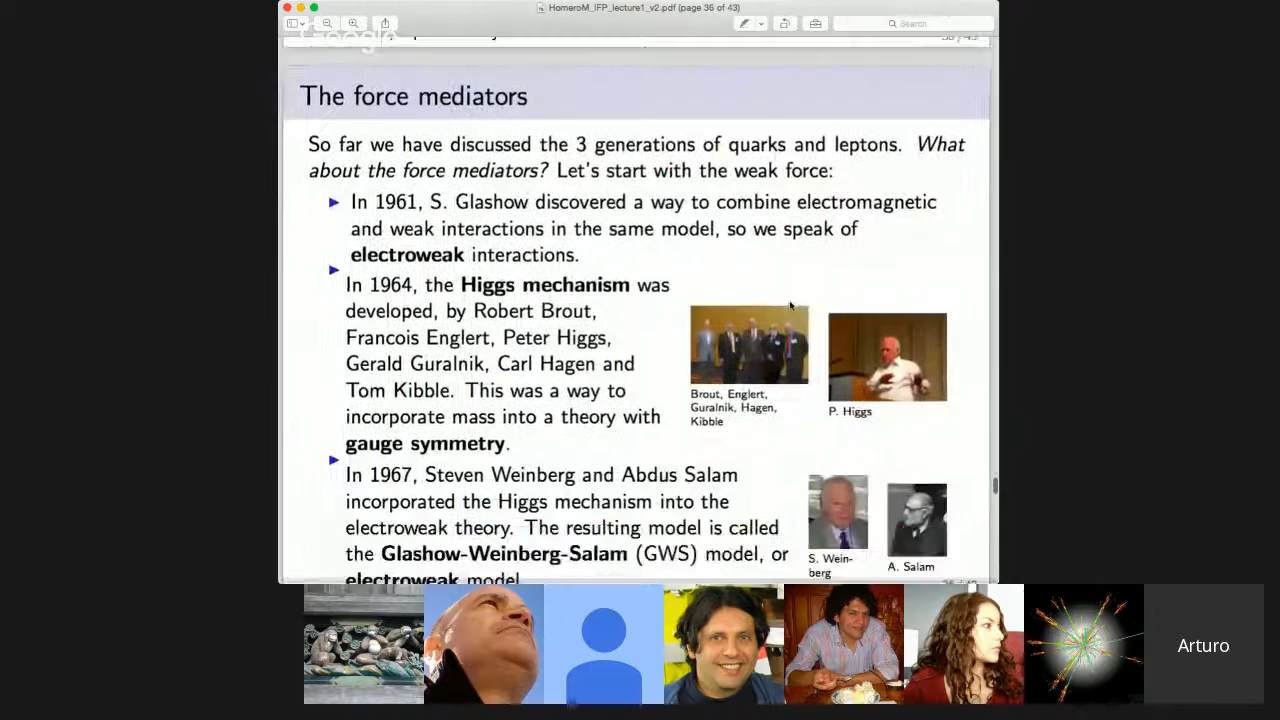 HomeroM_IFP_lecture1_v2.pdf (page 36 of 43)
Search
Google
The force mediators
So far we have discussed the 3 generations of quarks and leptons. What
about the force mediators? Let's start with the weak force:
In 1961, S. Glashow discovered a way to combine electromagnetic
and weak interactions in the same model, so we speak of
electroweak interactions.
In 1964, the Higgs mechanism was
developed, by Robert Brout,
Francois Englert, Peter Higgs,
Gerald Guralnik, Carl Hagen and
Tom Kibble. This was a way to
incorporate mass into a theory with
gauge symmetry.
Brout, Englert,
Guralnik, Hagen,
Kibble
P. Higgs
In 1967, Steven Weinberg and Abdus Salam
incorporated the Higgs mechanism into the
electroweak theory. The resulting model is called
the Glashow-Weinberg-Salam (GWS) model, or
electroweak model
S. Wein-
berg
A. Salam
Arturo